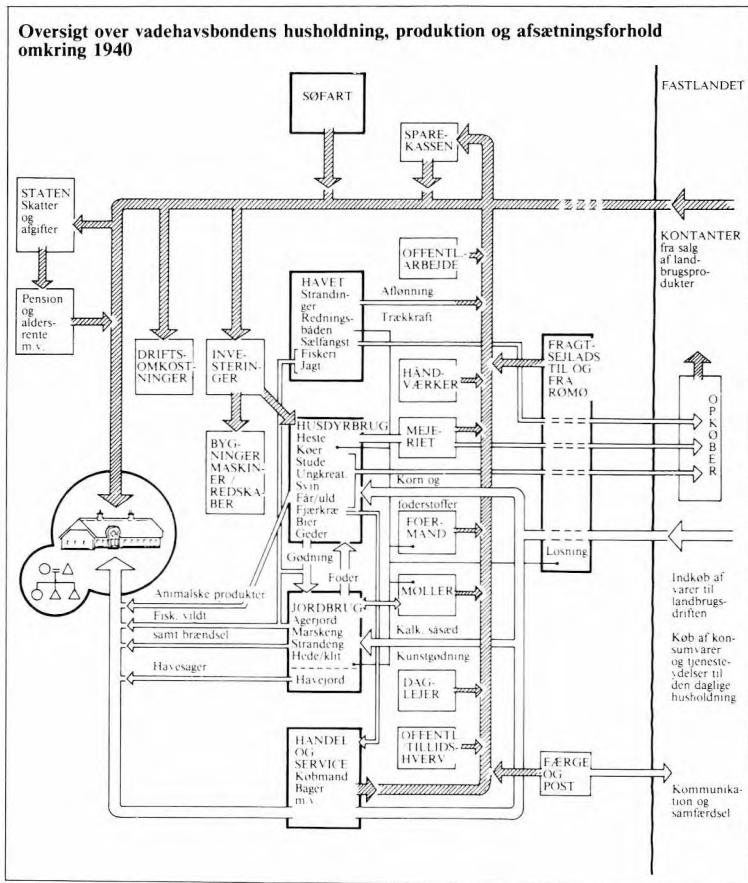 Oversigt over vadehavsbondens husholdning, produktion og afsætningsforhold
omkring 1940
FASTLANDET
SØFART
SPARE-
KASSEN
STATEN
Skatter
og
afgifter
KONTANTER
fra salg
af land-
brugspro-
dukter
Pension
og
alders-
rente
m.v.
OFFENTL.-
ARBEJDE
HAVET
Strandin-
ger
Rednings-
båden
Sælfangst
Fiskeri
Jagt
Aflønning
Trækkraft
DRIFTS-
OMKOST-
NINGER
INVE-
STERIN-
GER
FRAGT-
SEJLADS
TIL OG
FRA
RØMØ
Losning
HÅND-
VÆRKER
OPKØBER
BYG-
NINGER
MASKIN-
ER /
REDSKA-
BER
HUSDYRBRUG
Heste
Køer
Stude
Ungkreat.
Svin
Får/uld
Fjærkræ
Bier
Geder
MEJE-
RIET
Korn og
foderstoffer
FOER-
MAND
Gødning
Foder
MØLLER
Animalske produkter
Fisk, vildt
samt brændsel
Havesager
JORDBRUG
Agerjord
Marskeng
Strandeng
Hede/klit
Havejord
Kalk, såsæd
Kunstgødning
Indkøb af
varer til
landbrugs-
driften
Køb af kon-
sumvarer
og tjeneste-
ydelser til
den daglige
husholdning
DAG-
LEJER
OFFENTL
/TILLIDS-
HVERV
HANDEL
OG
SERVICE
Købmand
Bager
m.v.
FÆRGE
OG
POST
Kommunika-
tion og
samfærdsel